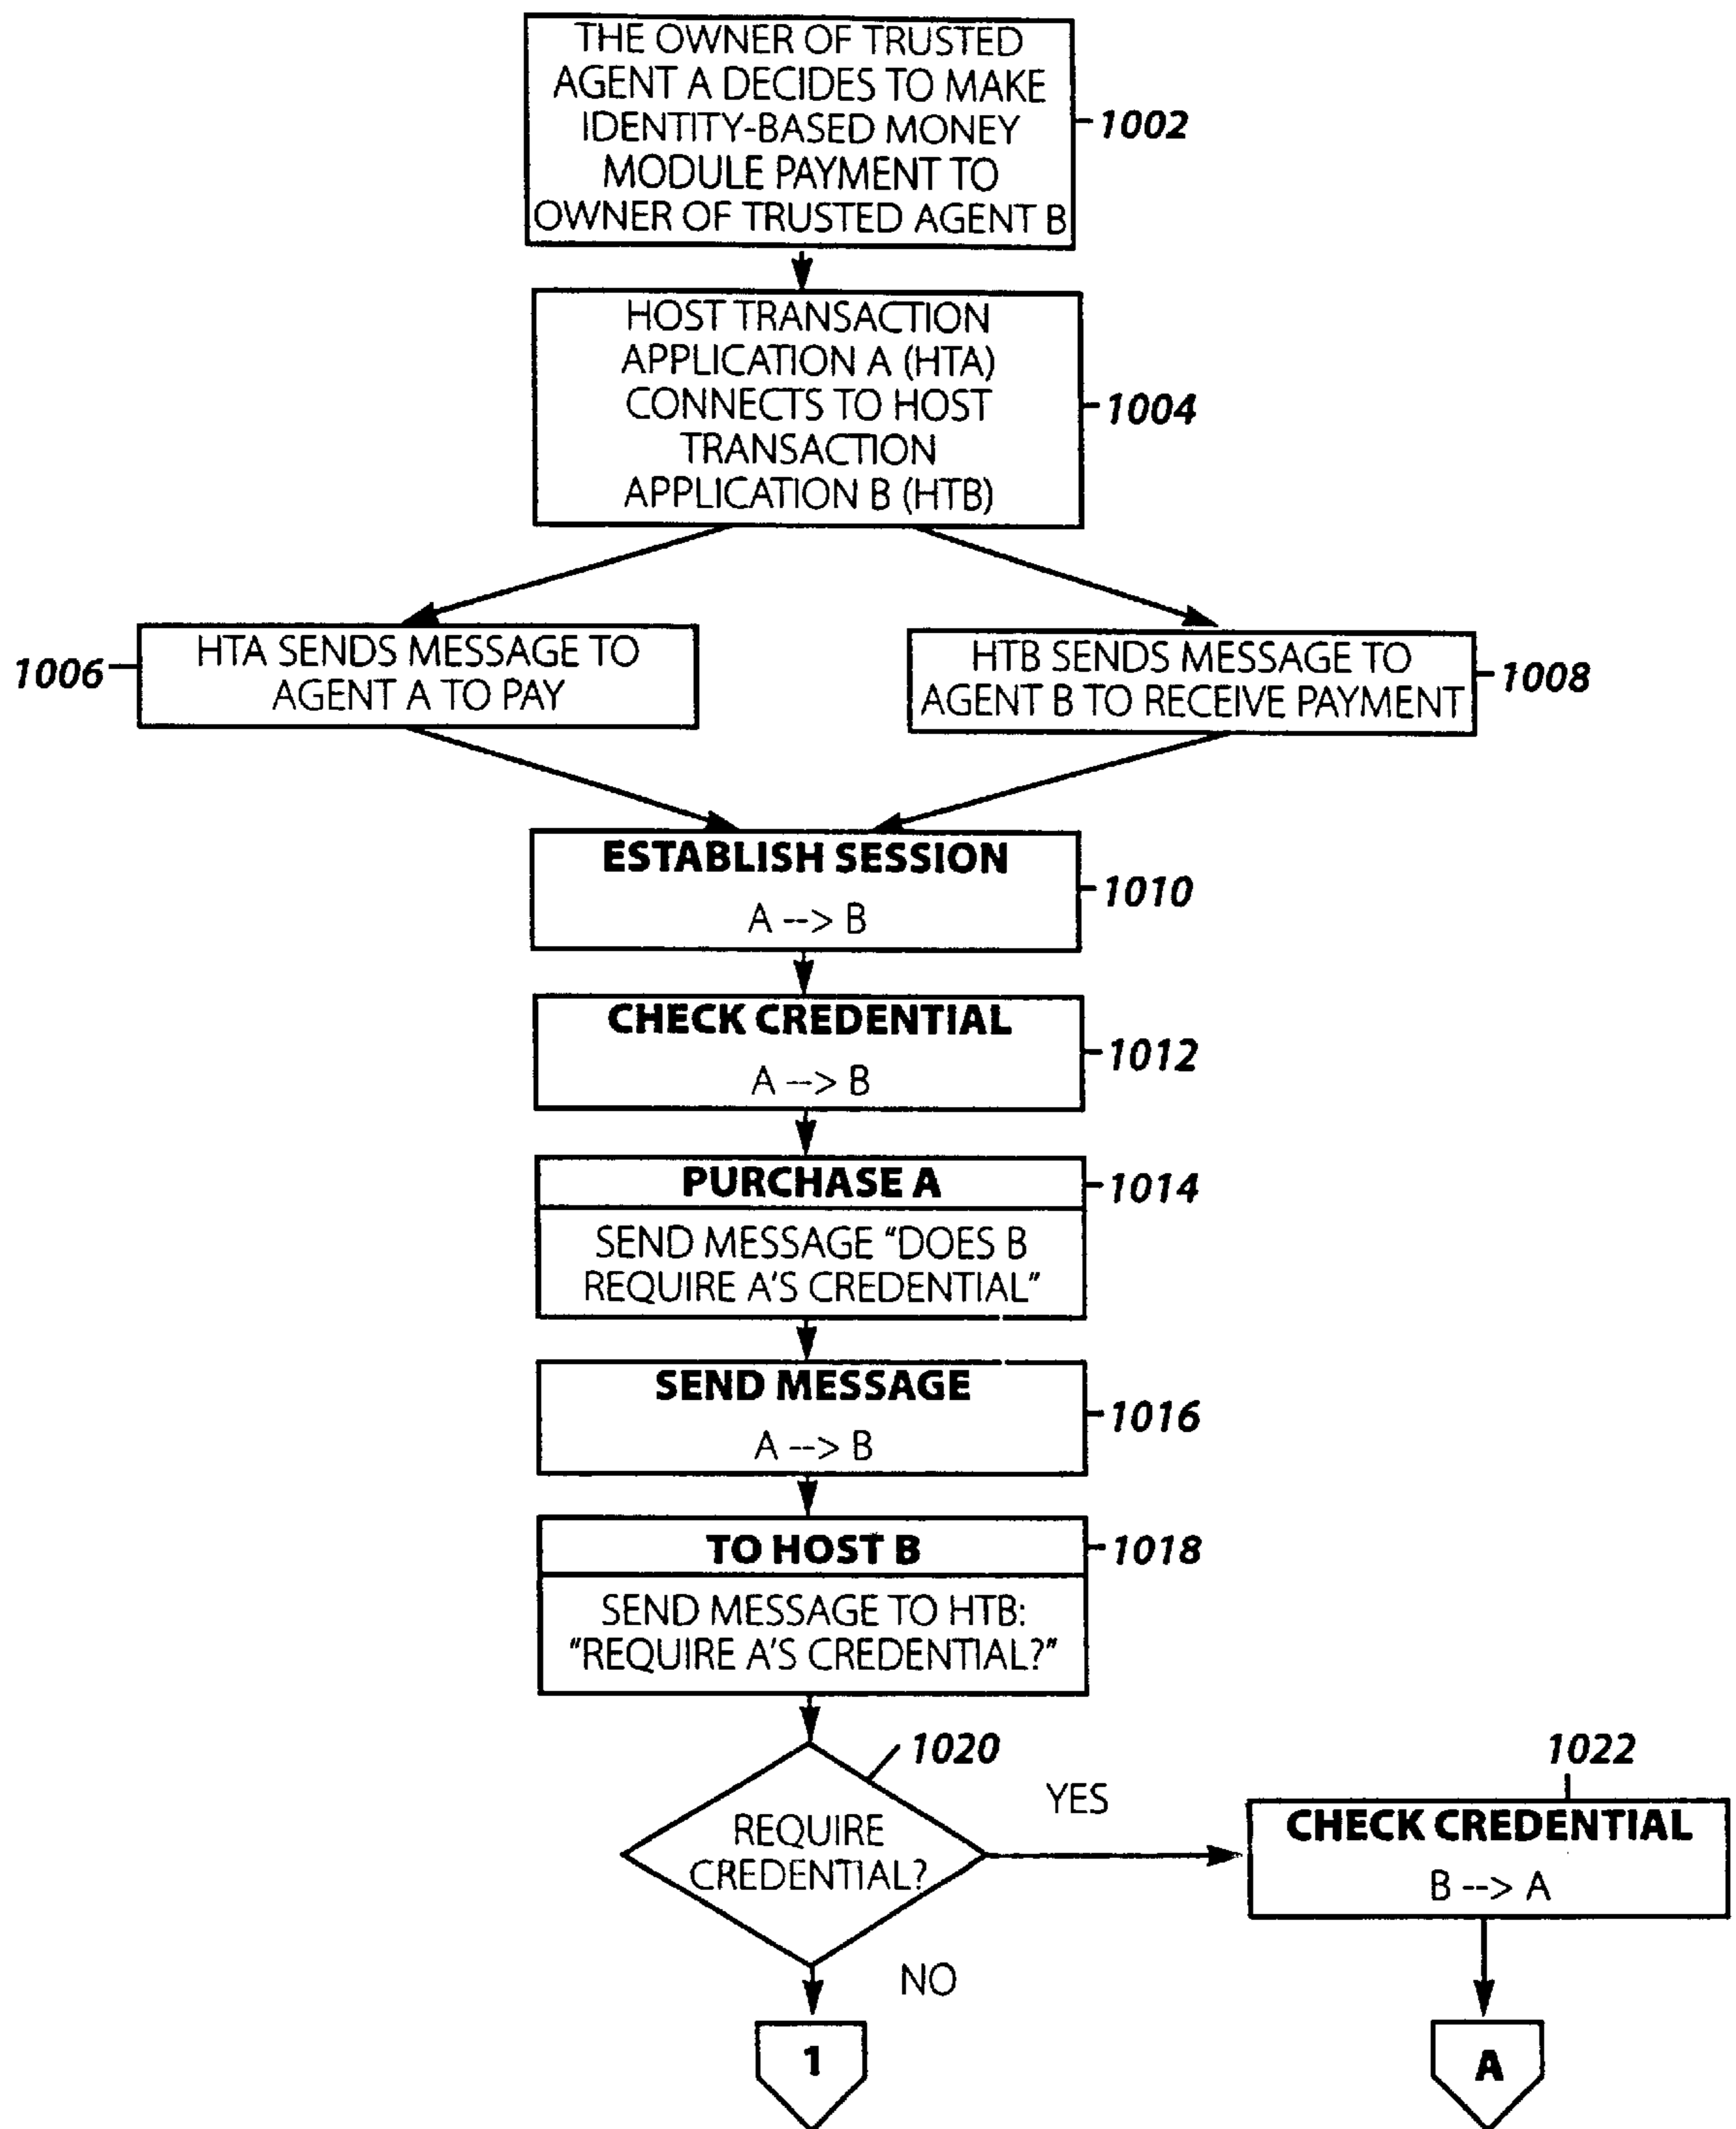 THE OWNER OF TRUSTED
AGENT A DECIDES TO MAKE
IDENTITY-BASED MONEY
MODULE PAYMENT TO
OWNER OF TRUSTED AGENT B
1002
HOST TRANSACTION
APPLICATION A (HTA)
CONNECTS TO HOST
TRANSACTION
APPLICATION B (HTB)
1004
1006
HTA SENDS MESSAGE TO
AGENT A TO PAY
HTB SENDS MESSAGE TO
AGENT B TO RECEIVE PAYMENT
1008
ESTABLISH SESSION
A --> B
1010
CHECK CREDENTIAL
A --> B
1012
PURCHASE A
1014
SEND MESSAGE "DOES B
REQUIRE A'S CREDENTIAL"
SEND MESSAGE
A --> B
1016
TO HOST B
1018
SEND MESSAGE TO HTB:
"REQUIRE A'S CREDENTIAL?"
1020
REQUIRE
CREDENTIAL?
YES
1022
CHECK CREDENTIAL
B --> A
NO
1
A